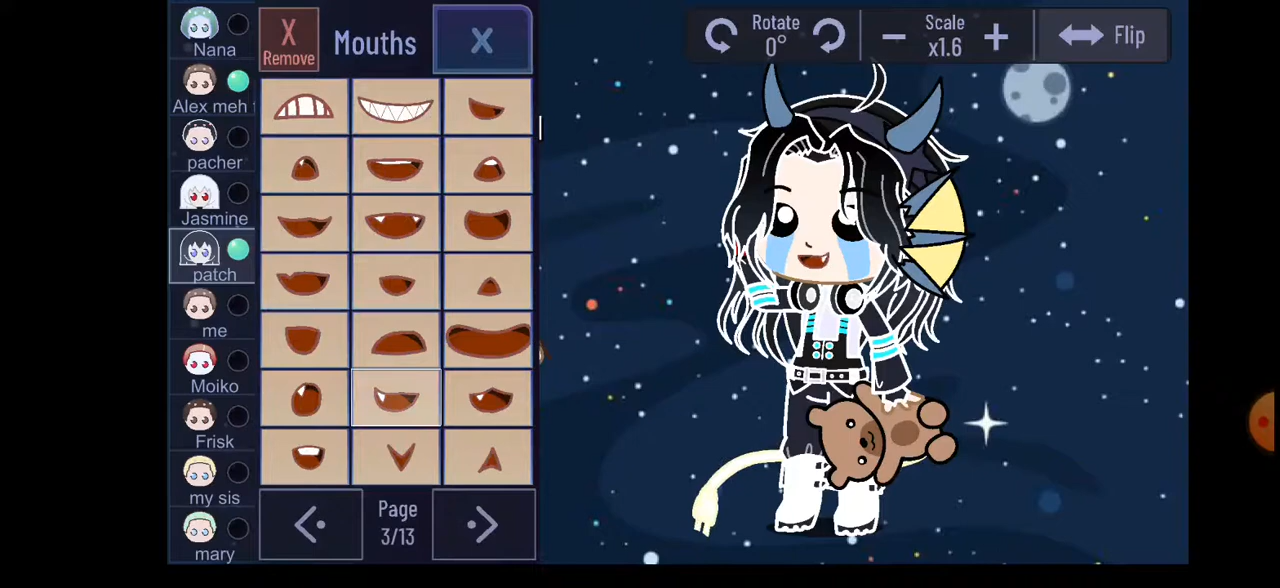 Nana
Alex meh
pacher
Jasmine
patch
me
Moiko
Frisk
my sis
mary
X
Remove
Mouths
X
Page
3/13
Rotate
0°
Scale
x1.6
Flip